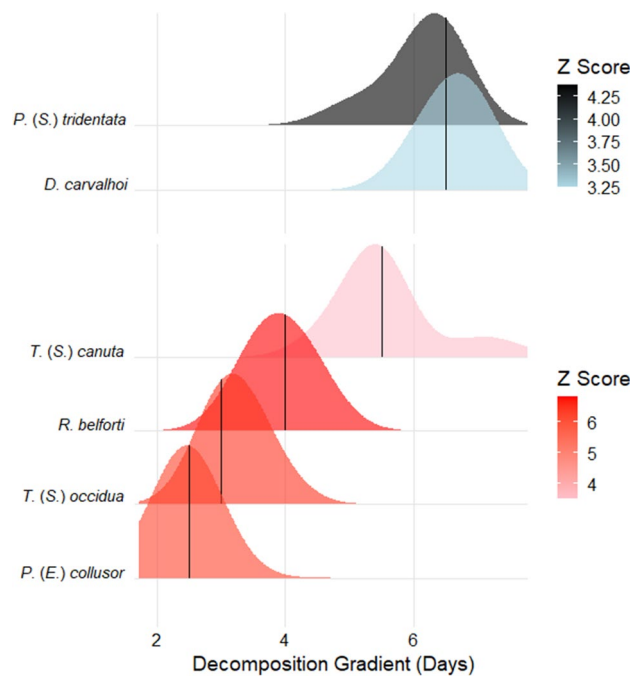 P. (S.) tridentata
D. carvalhoi
Z Score
4.25
4.00
3.75
3.50
3.25
T. (S.) canuta
R. belforti
T. (S.) occidua
P. (E.) collusor
Z Score
6
5
4
2 4 6
Decomposition Gradient (Days)